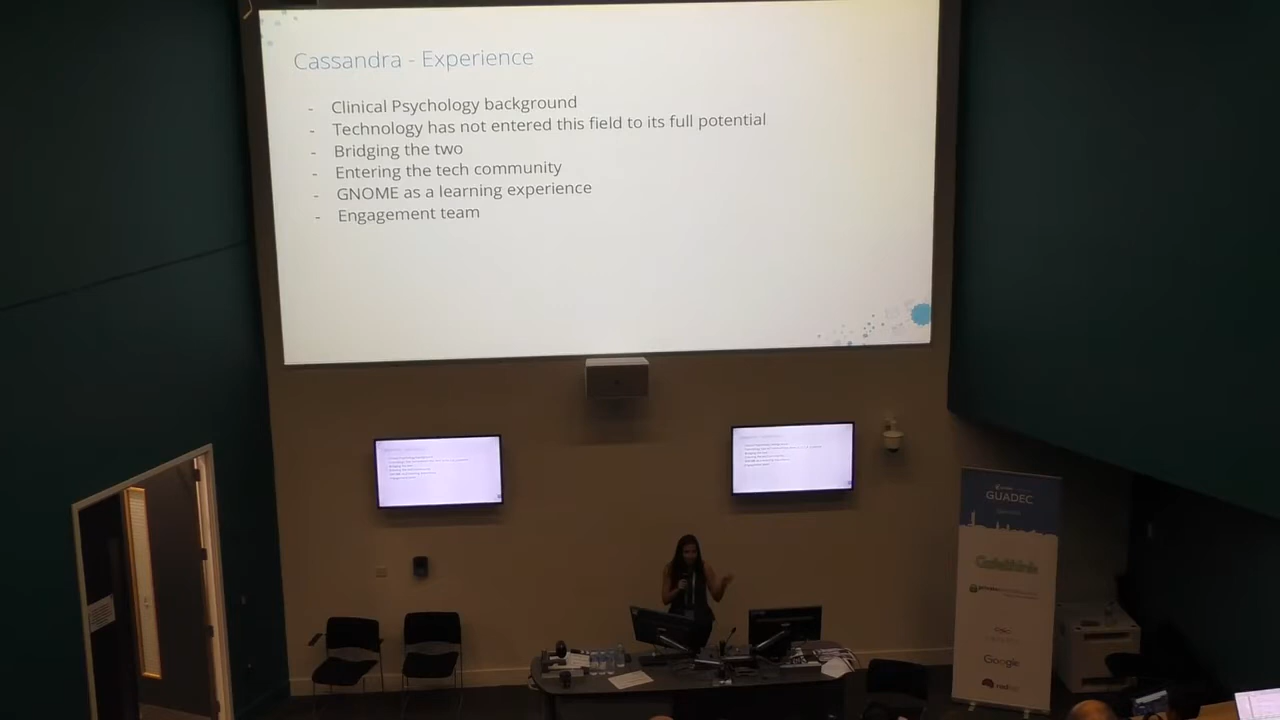 Cassandra - Experience
- Clinical Psychology background
- Technology has not entered this field to its full potential
- Bridging the two
- Entering the tech community
- GNOME as a learning experience
- Engagement team
GUADEC
Codethink
Google